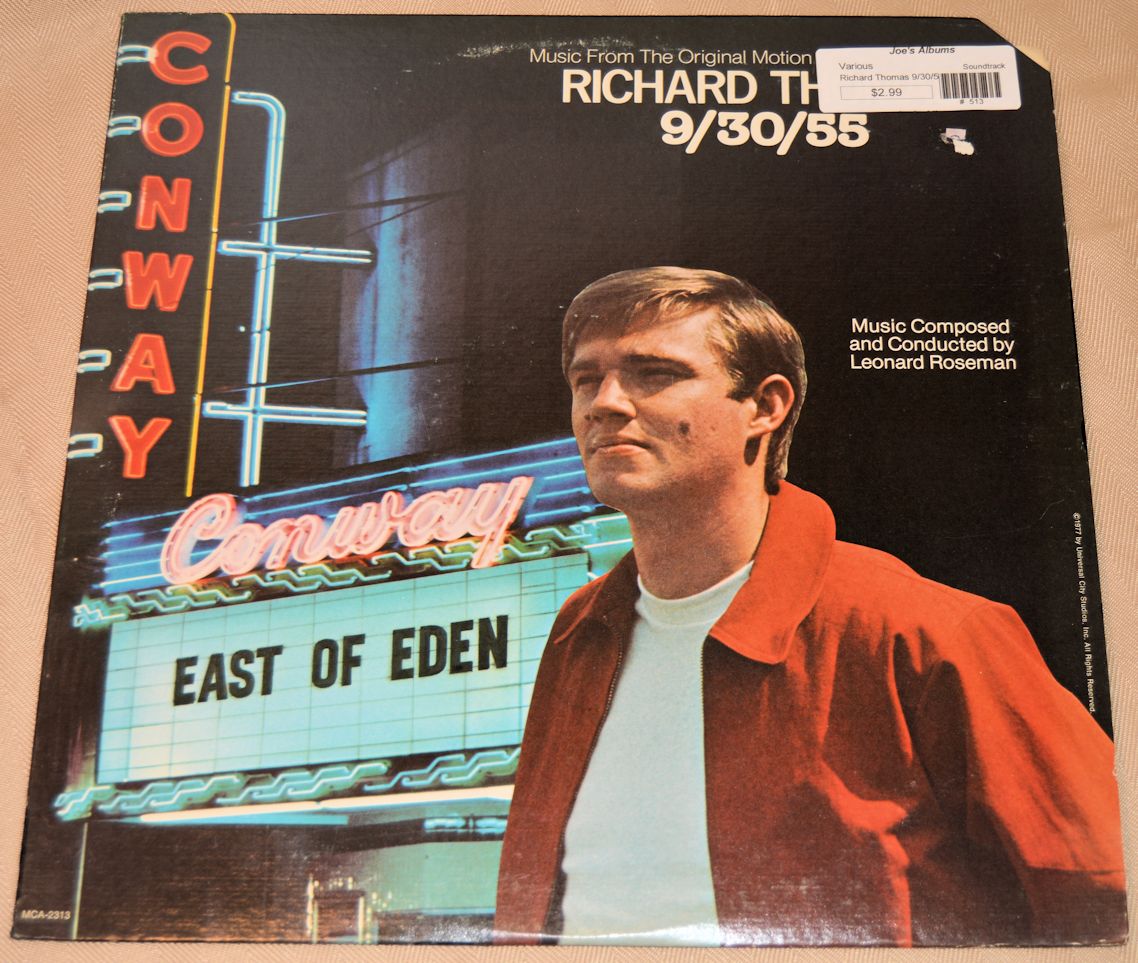 CONWAY
Music From The Original Motion
RICHARD TH
9/30/55
Joe's Albums
Various Soundtrack
Richard Thomas 9/30/5
$2.99
# 513
Music Composed
and Conducted by
Leonard Roseman
Conway
EAST OF EDEN
©1977 by Universal City Studios, Inc. All Rights Reserved.
MCA-2313